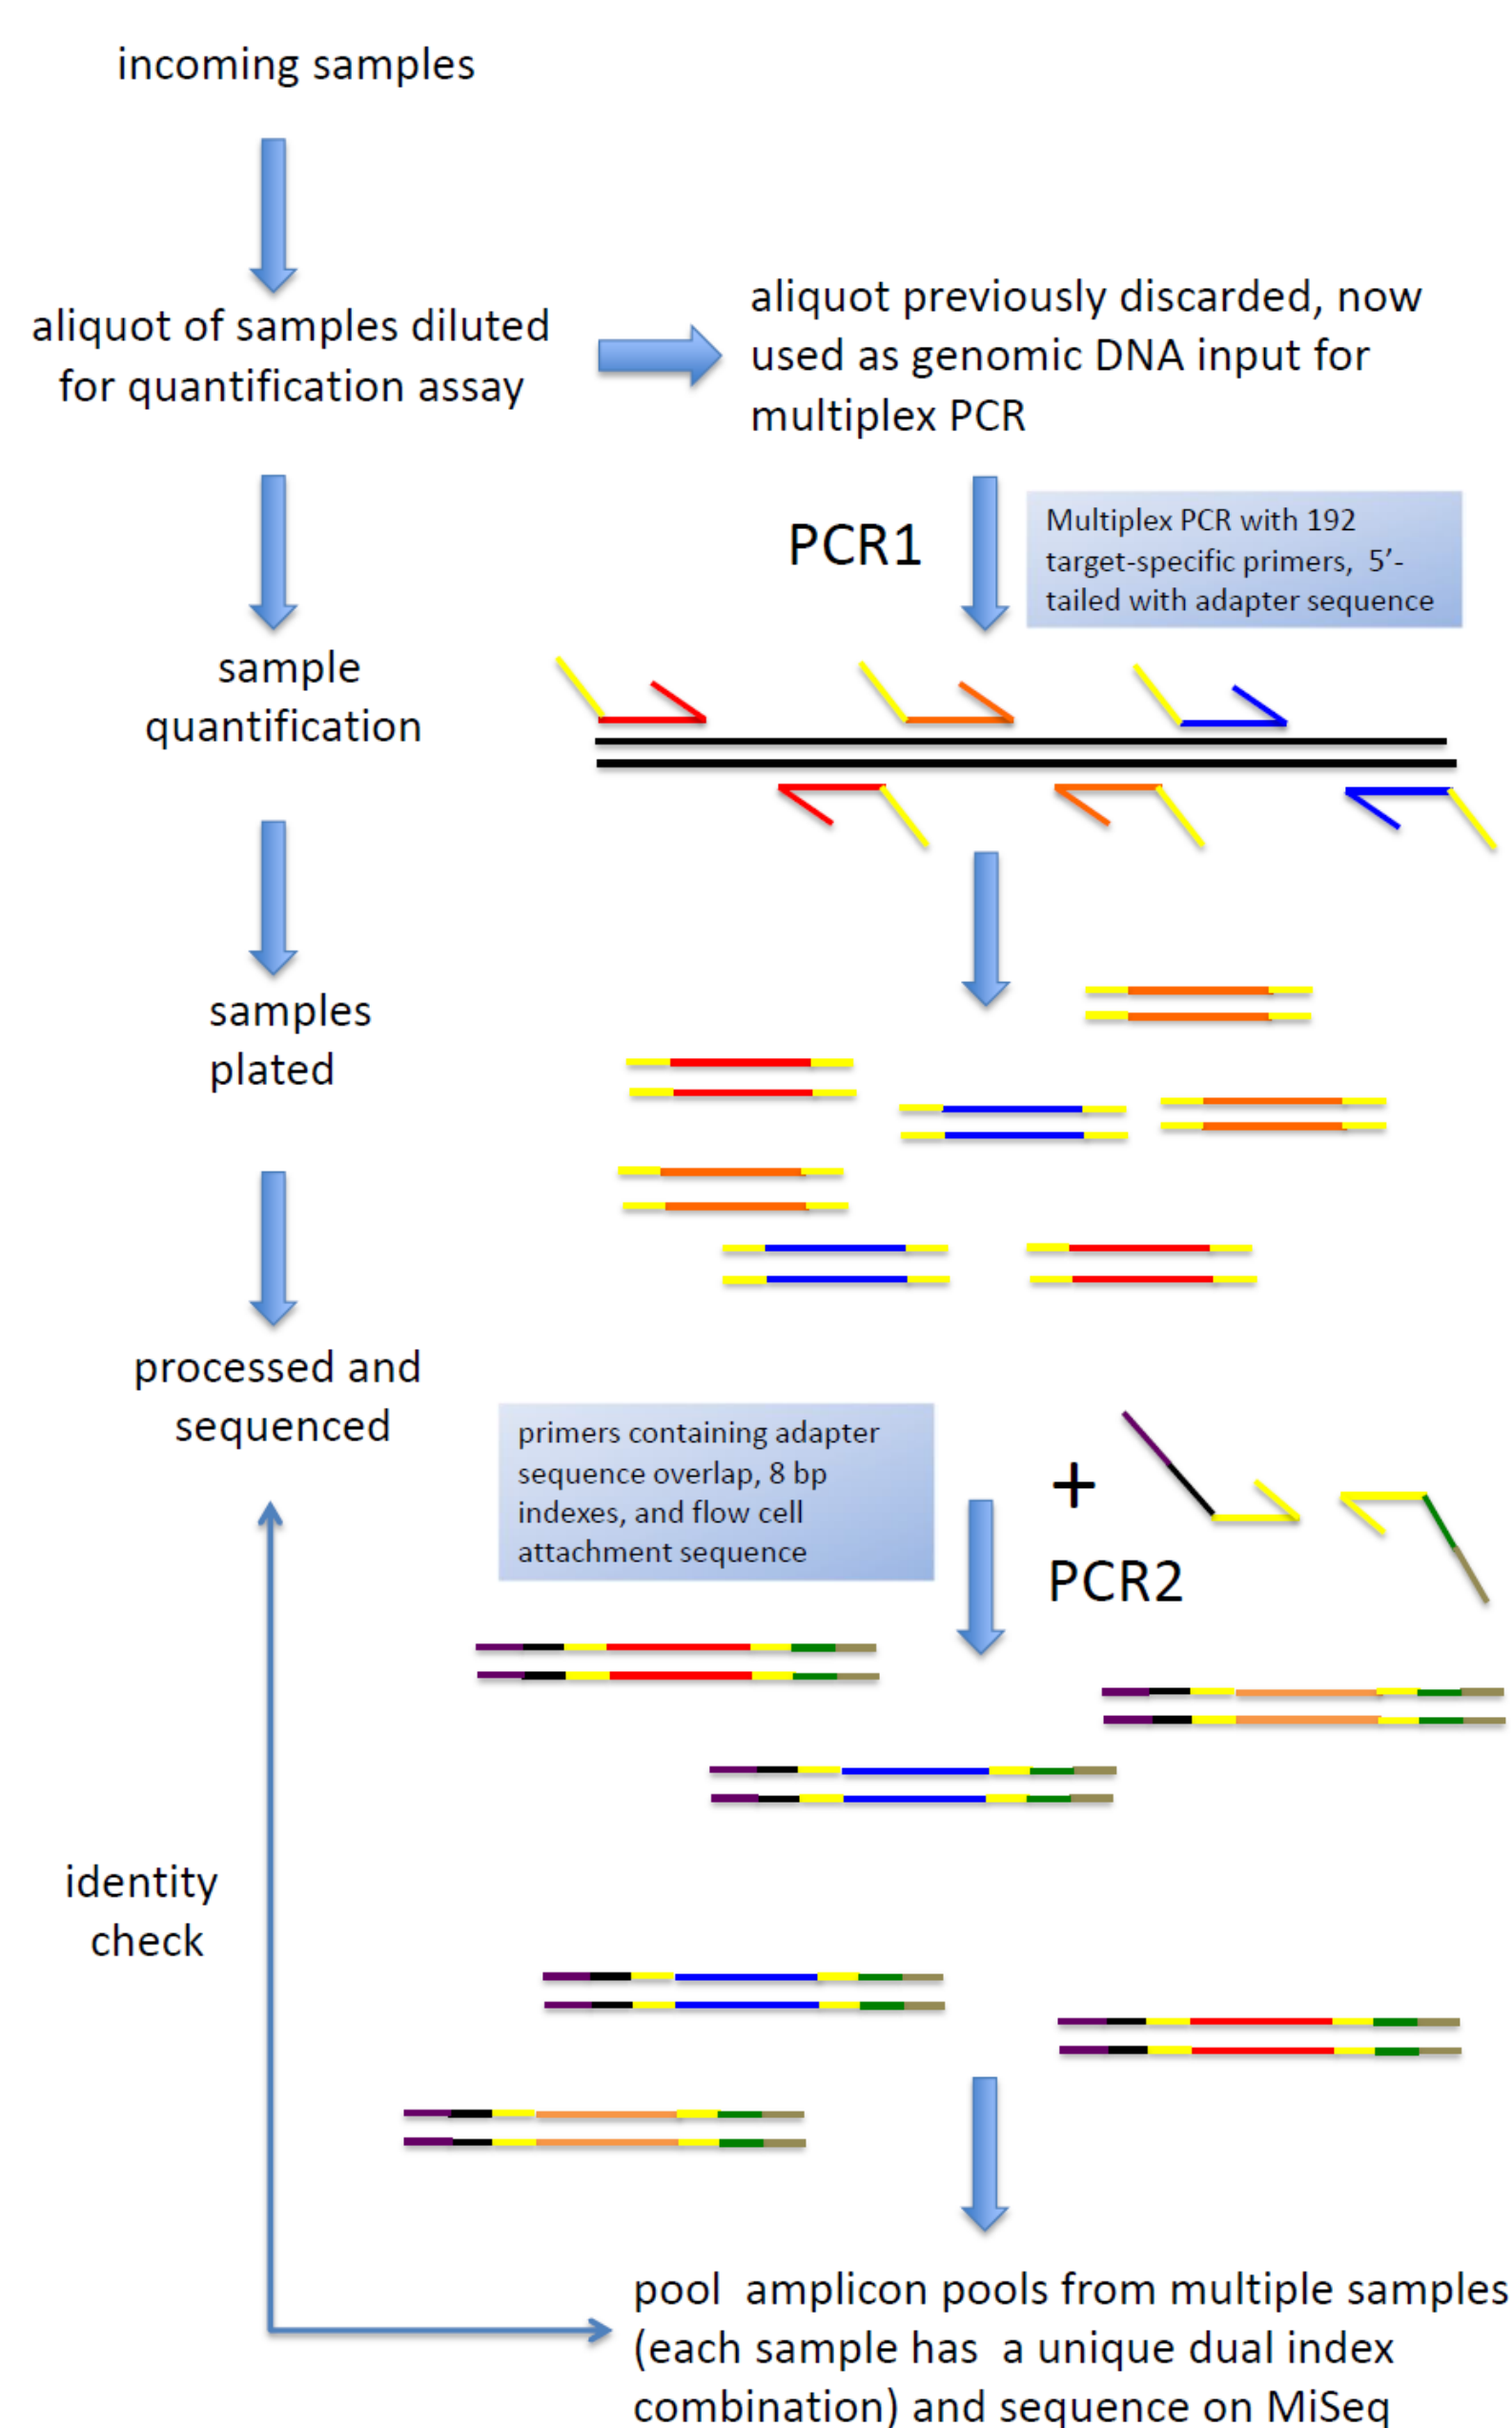 incoming samples
aliquot of samples diluted
for quantification assay
aliquot previously discarded, now
used as genomic DNA input for
multiplex PCR
PCR1
Multiplex PCR with 192
target-specific primers, 5’-
tailed with adapter sequence
sample
quantification
samples
plated
processed and
sequenced
primers containing adapter
sequence overlap, 8 bp
indexes, and flow cell
attachment sequence
+
PCR2
identity
check
pool amplicon pools from multiple samples
(each sample has a unique dual index
combination) and sequence on MiSeq